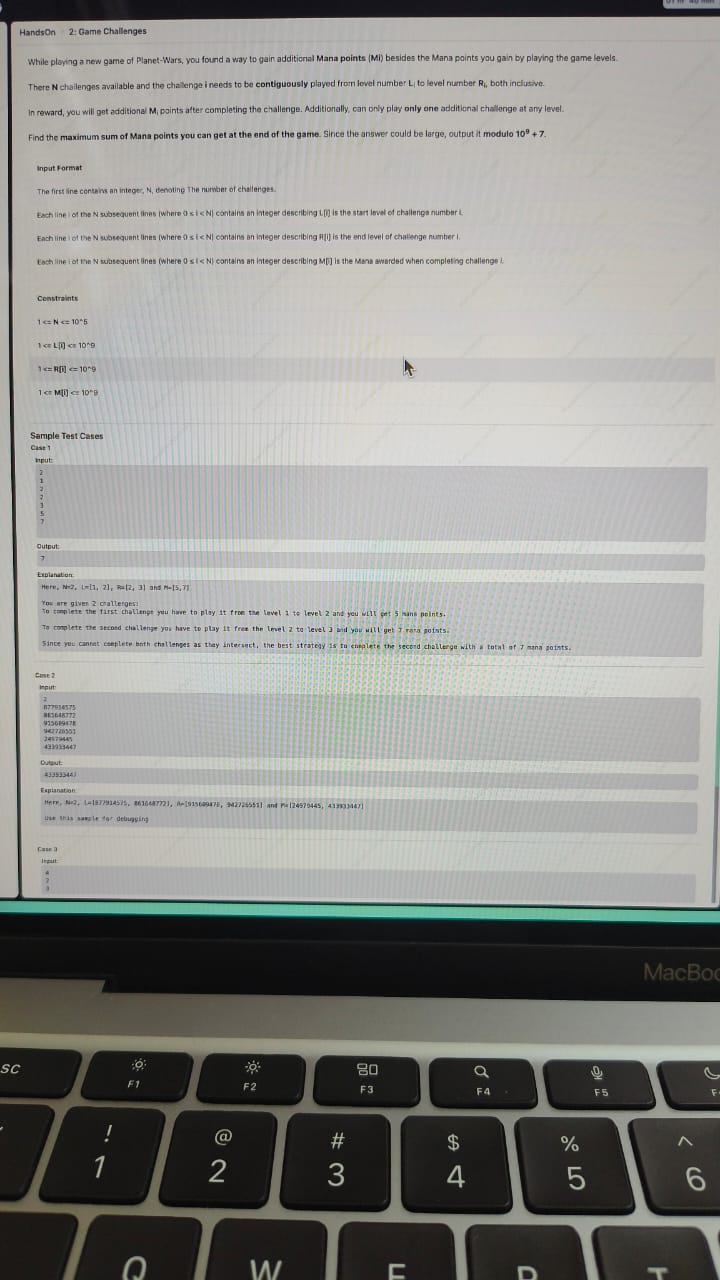 HandsOn 2: Game Challenges
While playing a new game of Planet-Wars, you found a way to gain additional Mana points (Mi) besides the Mana points you gain by playing the game levels.
There N challenges available and the challenge i needs to be contiguously played from level number Li to level number Ri, both inclusive.
In reward, you will get additional Mi points after completing the challenge. Additionally, can only play only one additional challenge at any level.
Find the maximum sum of Mana points you can get at the end of the game. Since the answer could be large, output it modulo 10⁹ + 7.
Input Format
The first line contains an integer, N, denoting The number of challenges.
Each line i of the N subsequent lines (where 0 ≤ i < N) contains an integer describing L[i] is the start level of challenge number i.
Each line i of the N subsequent lines (where 0 ≤ i < N) contains an integer describing R[i] is the end level of challenge number i.
Each line i of the N subsequent lines (where 0 ≤ i < N) contains an integer describing M[i] is the Mana awarded when completing challenge i.
Constraints
1 <= N <= 10^5
1 <= L[i] <= 10^9
1 <= R[i] <= 10^9
1 <= M[i] <= 10^9
Sample Test Cases
Case 1
Input:
2
1
2
2
3
5
7
Output:
7
Explanation:
Here, N=2, L=[1, 2], R=[2, 3] and M=[5,7]
You are given 2 challenges:
To complete the first challenge you have to play it from the level 1 to level 2 and you will get 5 mana points.
To complete the second challenge you have to play it from the level 2 to level 3 and you will get 7 mana points.
Since you cannot complete both challenges as they intersect, the best strategy is to complete the second challenge with a total of 7 mana points.
Case 2
Input:
2
877914575
861648772
915609478
942726551
24979445
433933447
Output:
433933447
Explanation:
Here, N=2, L=[877914575, 861648772], R=[915609478, 942726551] and M=[24979445, 433933447]
Use this sample for debugging
Case 3
Input:
4
2
3
MacBoo
F1
F2
F3
F4
F5
F
!
1
@
2
#
3
$
4
%
5
^
6
Q
W